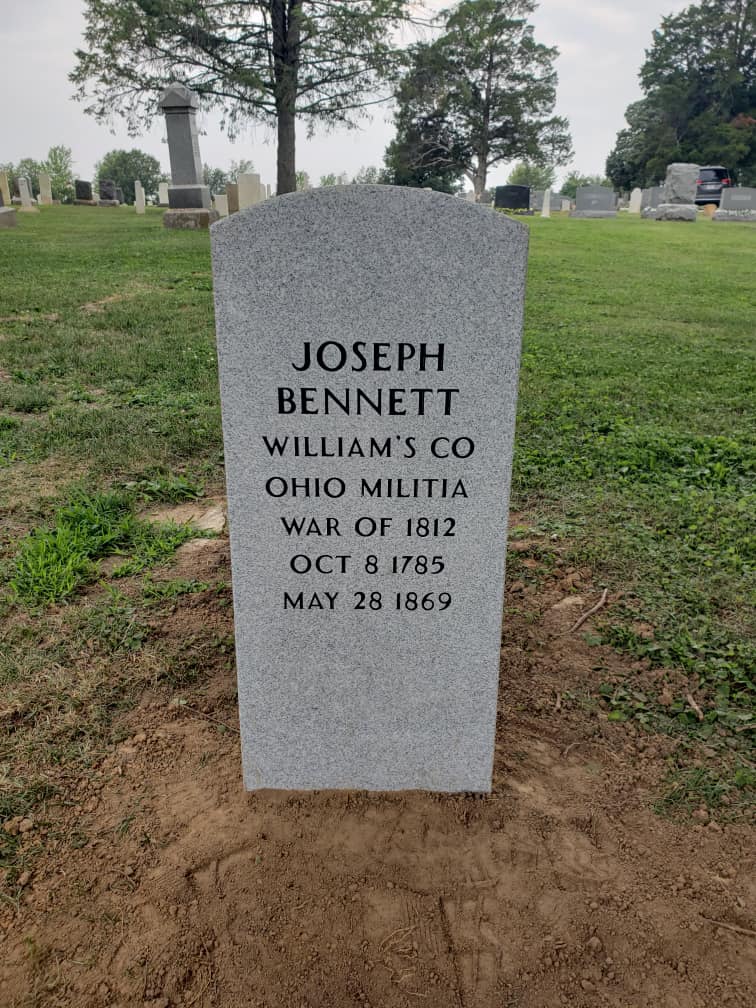 JOSEPH
BENNETT
WILLIAM'S CO
OHIO MILITIA
WAR OF 1812
OCT 8 1785
MAY 28 1869